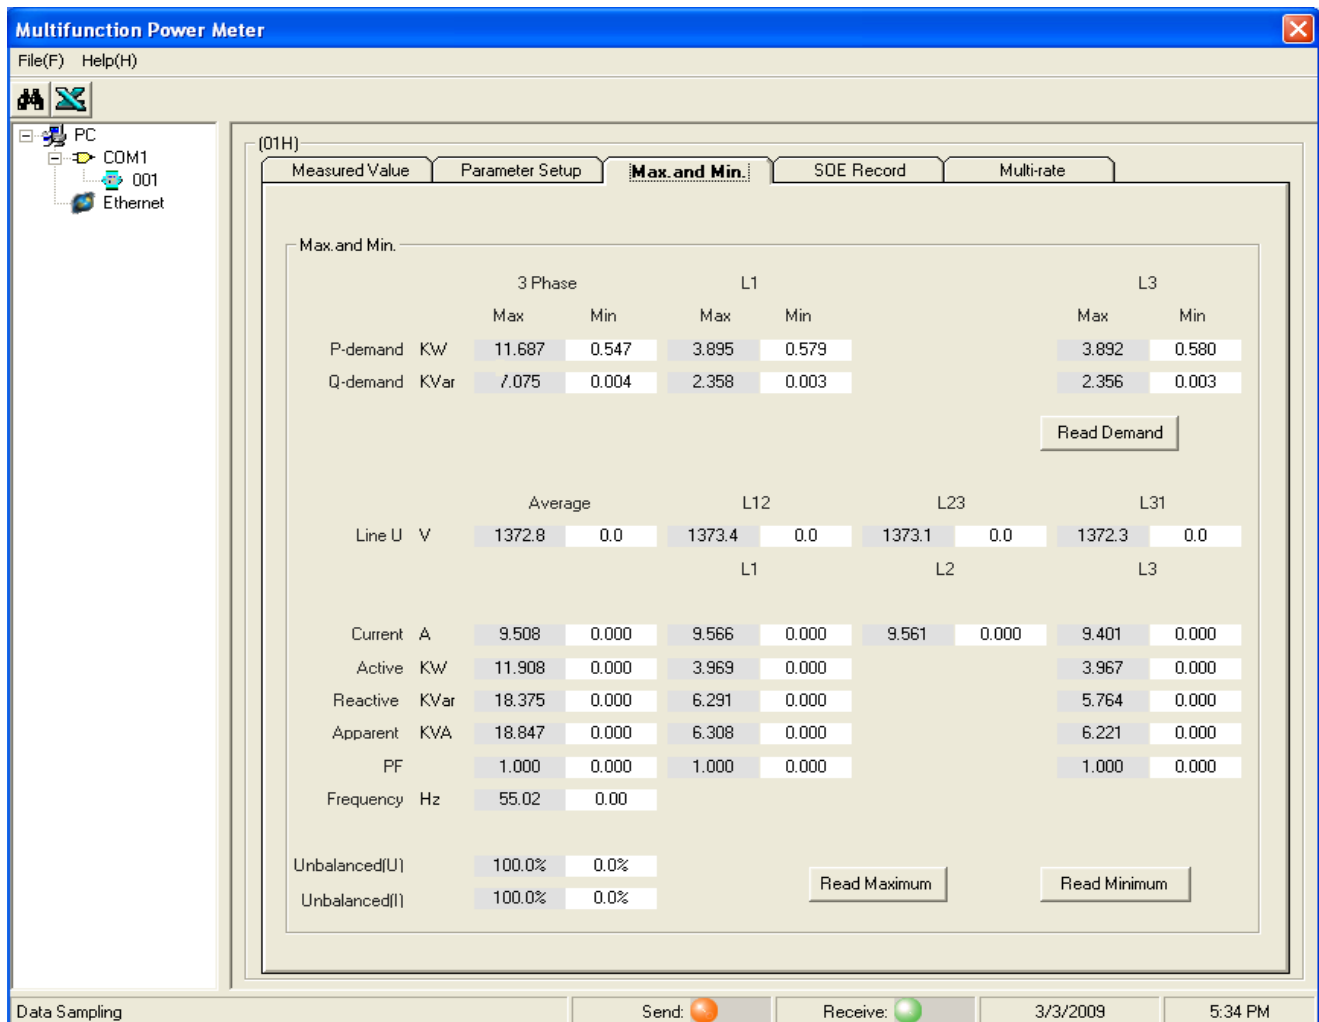 Multifunction Power Meter
File(F) Help(H)
PC
COM1
001
Ethernet
(01H)
Measured Value Parameter Setup Max.and Min. SOE Record Multi-rate
Max.and Min.
3 Phase L1 L3
Max Min Max Min Max Min
P-demand KW 11.687 0.547 3.895 0.579 3.892 0.580
Q-demand KVar 7.075 0.004 2.358 0.003 2.356 0.003
Read Demand
Average L12 L23 L31
Line U V 1372.8 0.0 1373.4 0.0 1373.1 0.0 1372.3 0.0
L1 L2 L3
Current A 9.508 0.000 9.566 0.000 9.561 0.000 9.401 0.000
Active KW 11.908 0.000 3.969 0.000 3.967 0.000
Reactive KVar 18.375 0.000 6.291 0.000 5.764 0.000
Apparent KVA 18.847 0.000 6.308 0.000 6.221 0.000
PF 1.000 0.000 1.000 0.000 1.000 0.000
Frequency Hz 55.02 0.00
Unbalanced(U) 100.0% 0.0%
Unbalanced(I) 100.0% 0.0%
Read Maximum Read Minimum
Data Sampling Send: Receive: 3/3/2009 5:34 PM